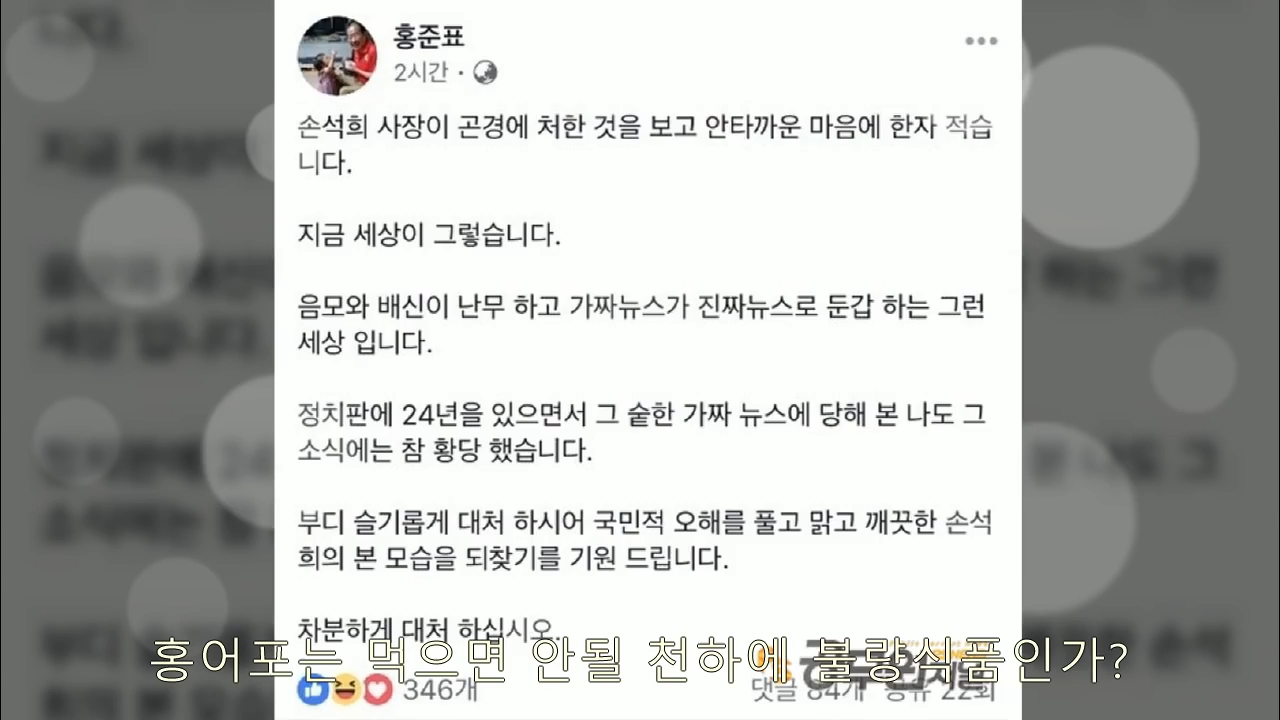 홍준표
2시간 ·
손석희 사장이 곤경에 처한 것을 보고 안타까운 마음에 한자 적습
니다.
지금 세상이 그렇습니다.
음모와 배신이 난무 하고 가짜뉴스가 진짜뉴스로 둔갑 하는 그런
세상 입니다.
정치판에 24년을 있으면서 그 숱한 가짜 뉴스에 당해 본 나도 그
소식에는 참 황당 했습니다.
부디 슬기롭게 대처 하시어 국민적 오해를 풀고 맑고 깨끗한 손석
희의 본 모습을 되찾기를 기원 드립니다.
차분하게 대처 하십시오.
홍어포는 먹으면 안될 천하에 불량식품인가?
346개
댓글 84개 공유 22회